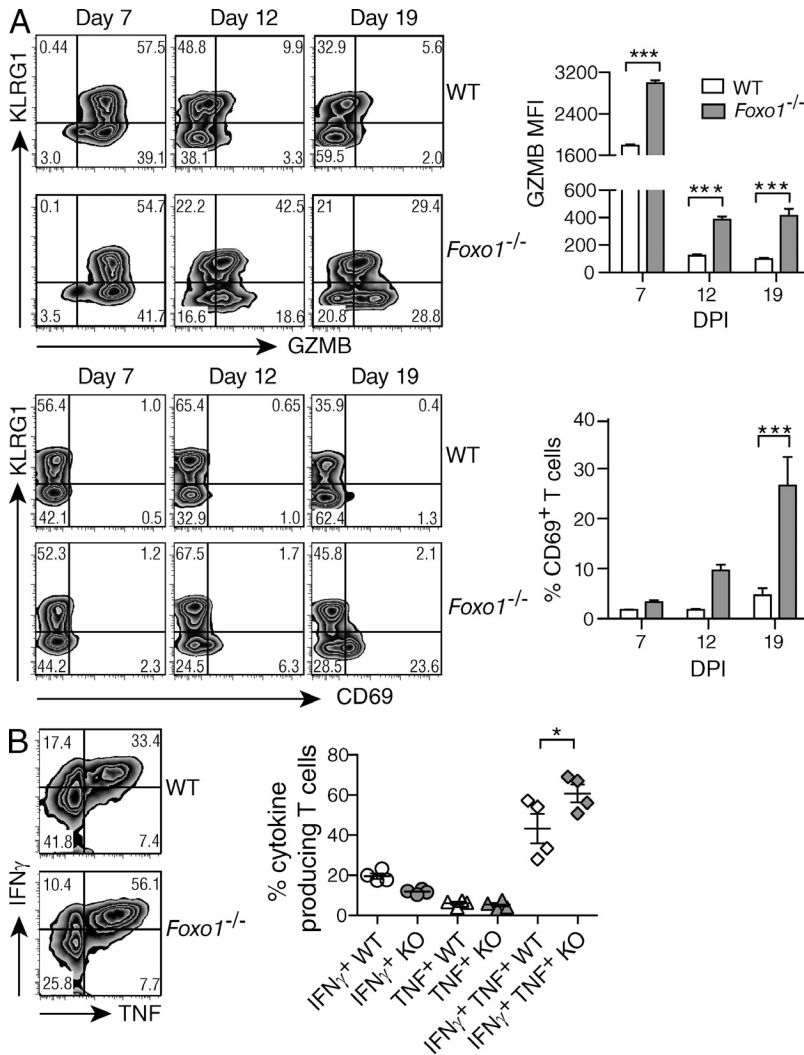 A
Day 7 Day 12 Day 19
KLRG1
0.44 57.5 48.8 9.9 32.9 5.6
WT
3.0 39.1 38.1 3.3 59.5 2.0
0.1 54.7 22.2 42.5 21 29.4
Foxo1-/-
3.5 41.7 16.6 18.6 20.8 28.8
GZMB
GZMB MFI
3200
2400
1600
600
400
200
0
***
*** ***
WT
Foxo1-/-
7 12 19
DPI
Day 7 Day 12 Day 19
KLRG1
56.4 1.0 65.4 0.65 35.9 0.4
WT
42.1 0.5 32.9 1.0 62.4 1.3
52.3 1.2 67.5 1.7 45.8 2.1
Foxo1-/-
44.2 2.3 24.5 6.3 28.5 23.6
CD69
% CD69+ T cells
40
30
20
10
0
***
7 12 19
DPI
B
IFNγ
17.4 33.4
WT
41.8 7.4
10.4 56.1
Foxo1-/-
25.8 7.7
TNF
% cytokine
producing T cells
80
60
40
20
0
*
IFNγ+ WT
IFNγ+ KO
TNF+ WT
TNF+ KO
IFNγ+ TNF+ WT
IFNγ+ TNF+ KO